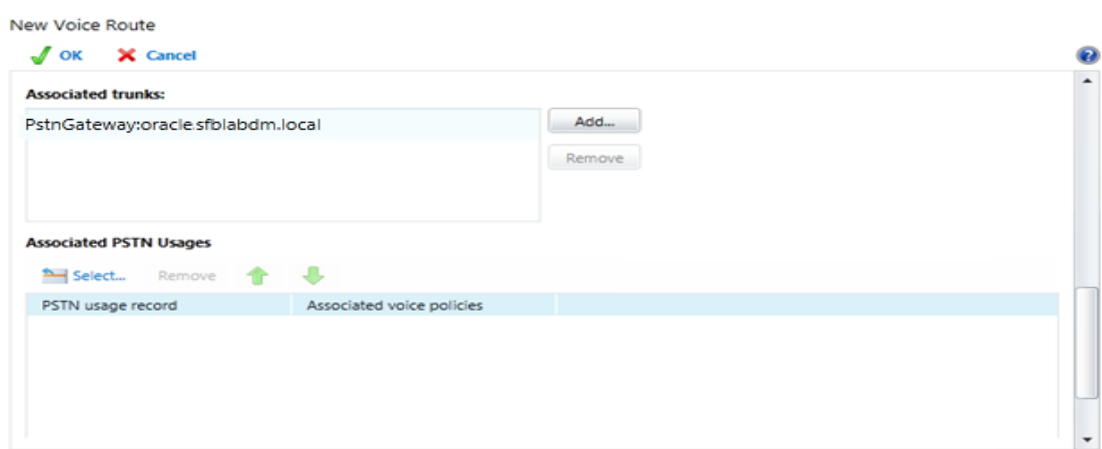 New Voice Route
OK Cancel
Associated trunks:
PstnGateway:oracle.sfblabdm.local
Add...
Remove
Associated PSTN Usages
Select... Remove
PSTN usage record Associated voice policies